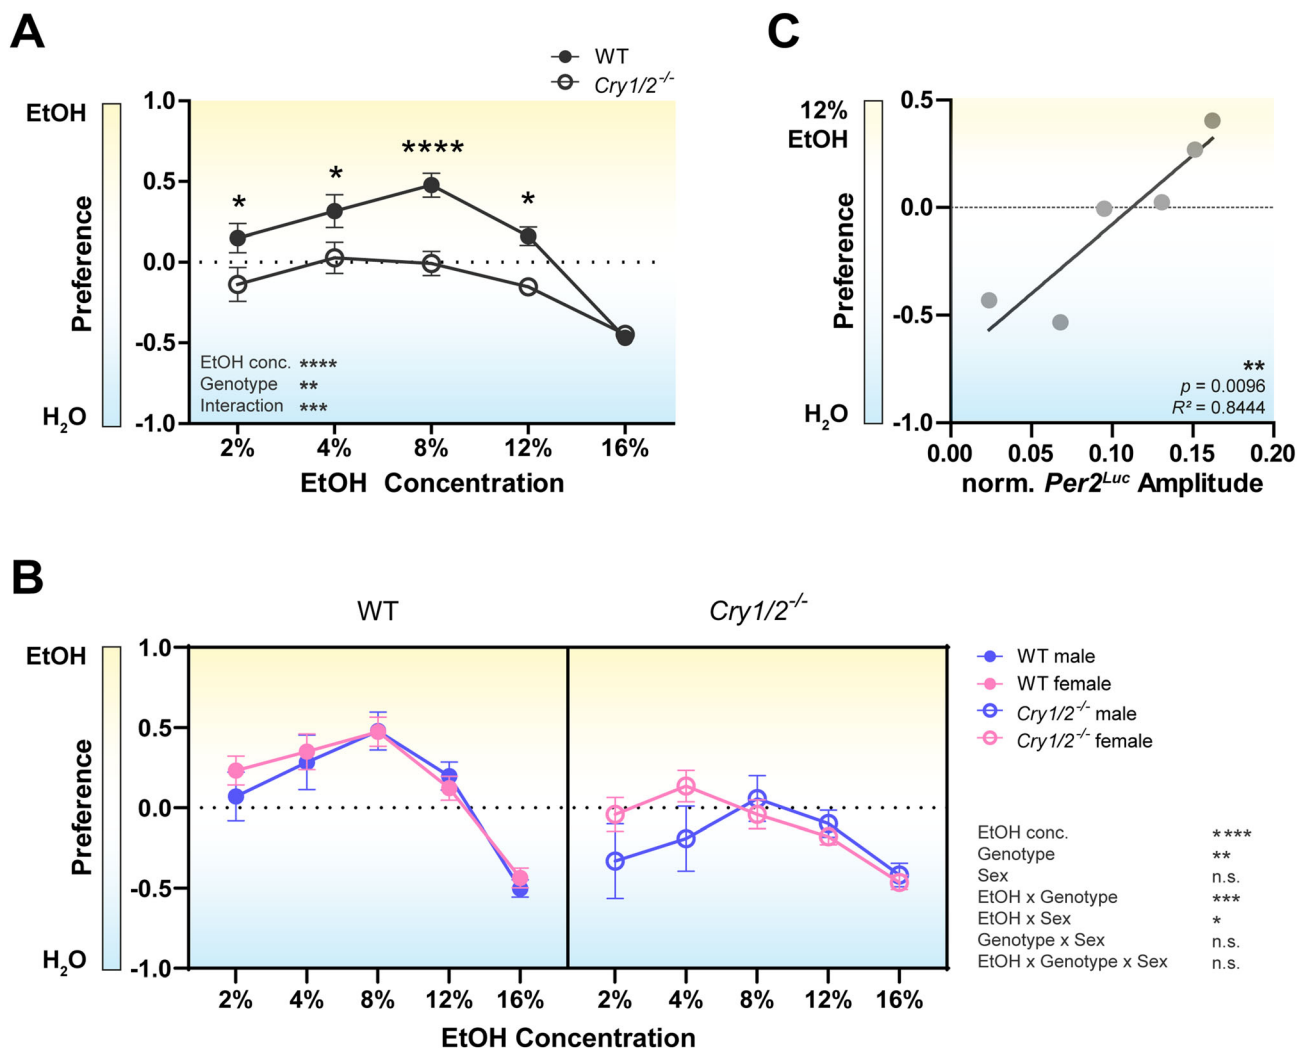 A
WT
Cry1/2-/-
EtOH
H2O
Preference
1.0
0.5
0.0
-0.5
-1.0
*
*
****
*
EtOH conc. ****
Genotype **
Interaction ***
2% 4% 8% 12% 16%
EtOH Concentration
C
12%
EtOH
H2O
Preference
0.5
0.0
-0.5
-1.0
**
p = 0.0096
R² = 0.8444
0.00 0.05 0.10 0.15 0.20
norm. Per2Luc Amplitude
B
WT
Cry1/2-/-
EtOH
H2O
Preference
1.0
0.5
0.0
-0.5
-1.0
2% 4% 8% 12% 16% 2% 4% 8% 12% 16%
EtOH Concentration
WT male
WT female
Cry1/2-/- male
Cry1/2-/- female
EtOH conc. ****
Genotype **
Sex n.s.
EtOH x Genotype ***
EtOH x Sex *
Genotype x Sex n.s.
EtOH x Genotype x Sex n.s.